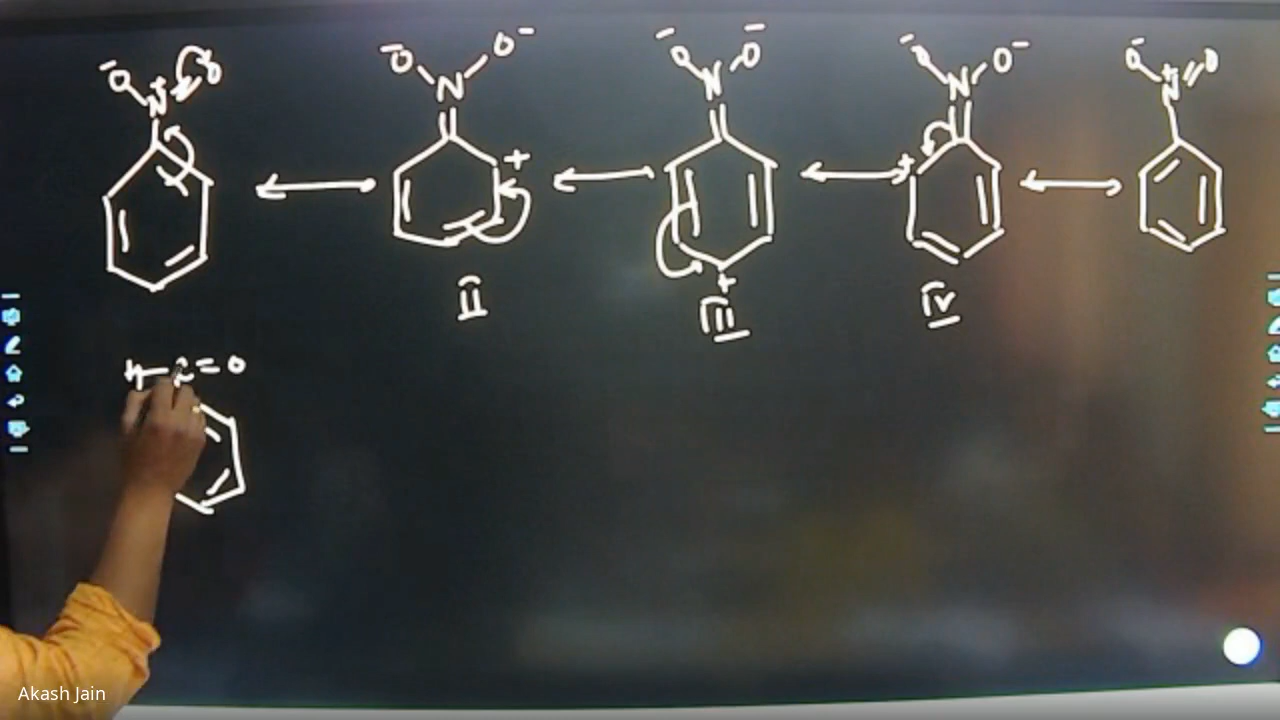 ⁻O N⁺ O
⁻O N O⁻
⁻O N O⁻
⁻O N O⁻
⁻O N⁺ O
+
+
+
II
III
IV
H-C=O
Akash Jain